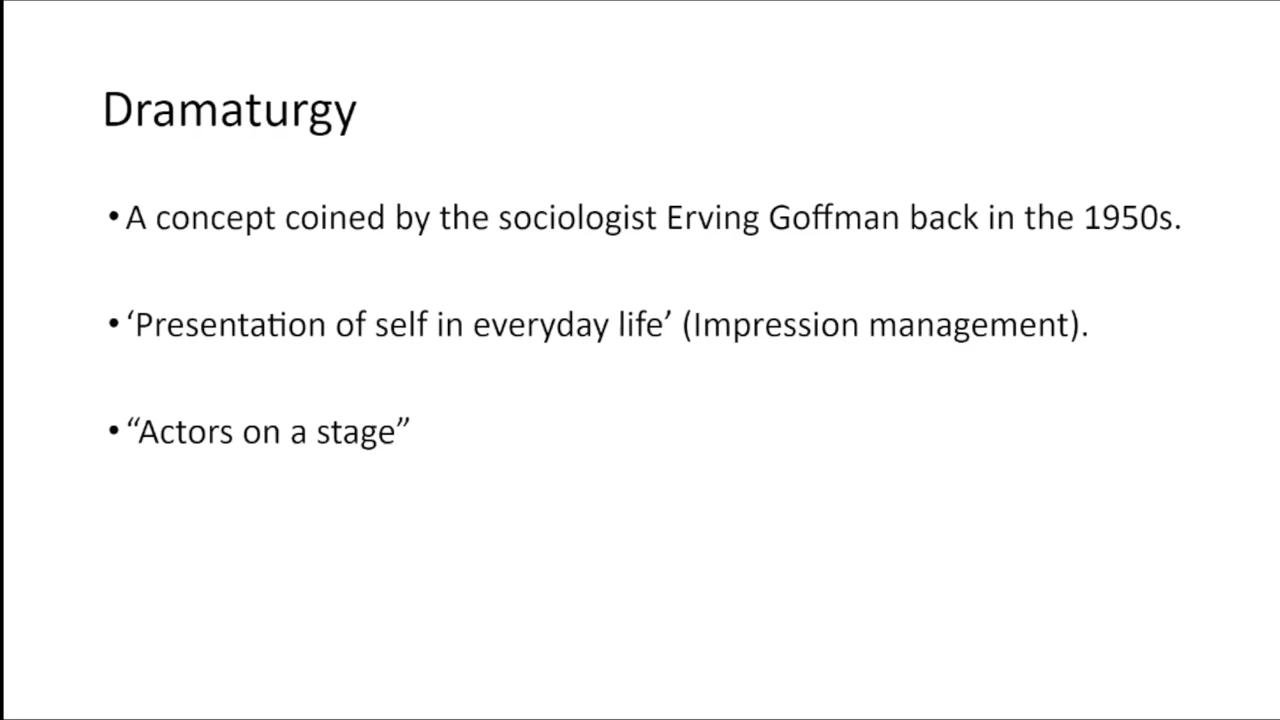 Dramaturgy
•A concept coined by the sociologist Erving Goffman back in the 1950s.
•‘Presentation of self in everyday life’ (Impression management).
•“Actors on a stage”